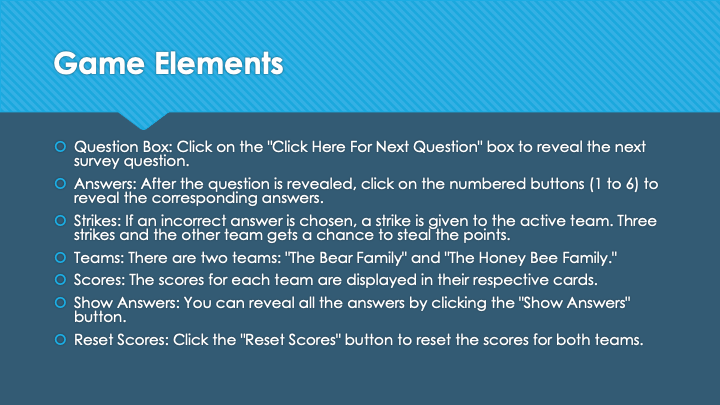 Game Elements
Question Box: Click on the "Click Here For Next Question" box to reveal the next
survey question.
Answers: After the question is revealed, click on the numbered buttons (1 to 6) to
reveal the corresponding answers.
Strikes: If an incorrect answer is chosen, a strike is given to the active team. Three
strikes and the other team gets a chance to steal the points.
Teams: There are two teams: "The Bear Family" and "The Honey Bee Family."
Scores: The scores for each team are displayed in their respective cards.
Show Answers: You can reveal all the answers by clicking the "Show Answers"
button.
Reset Scores: Click the "Reset Scores" button to reset the scores for both teams.